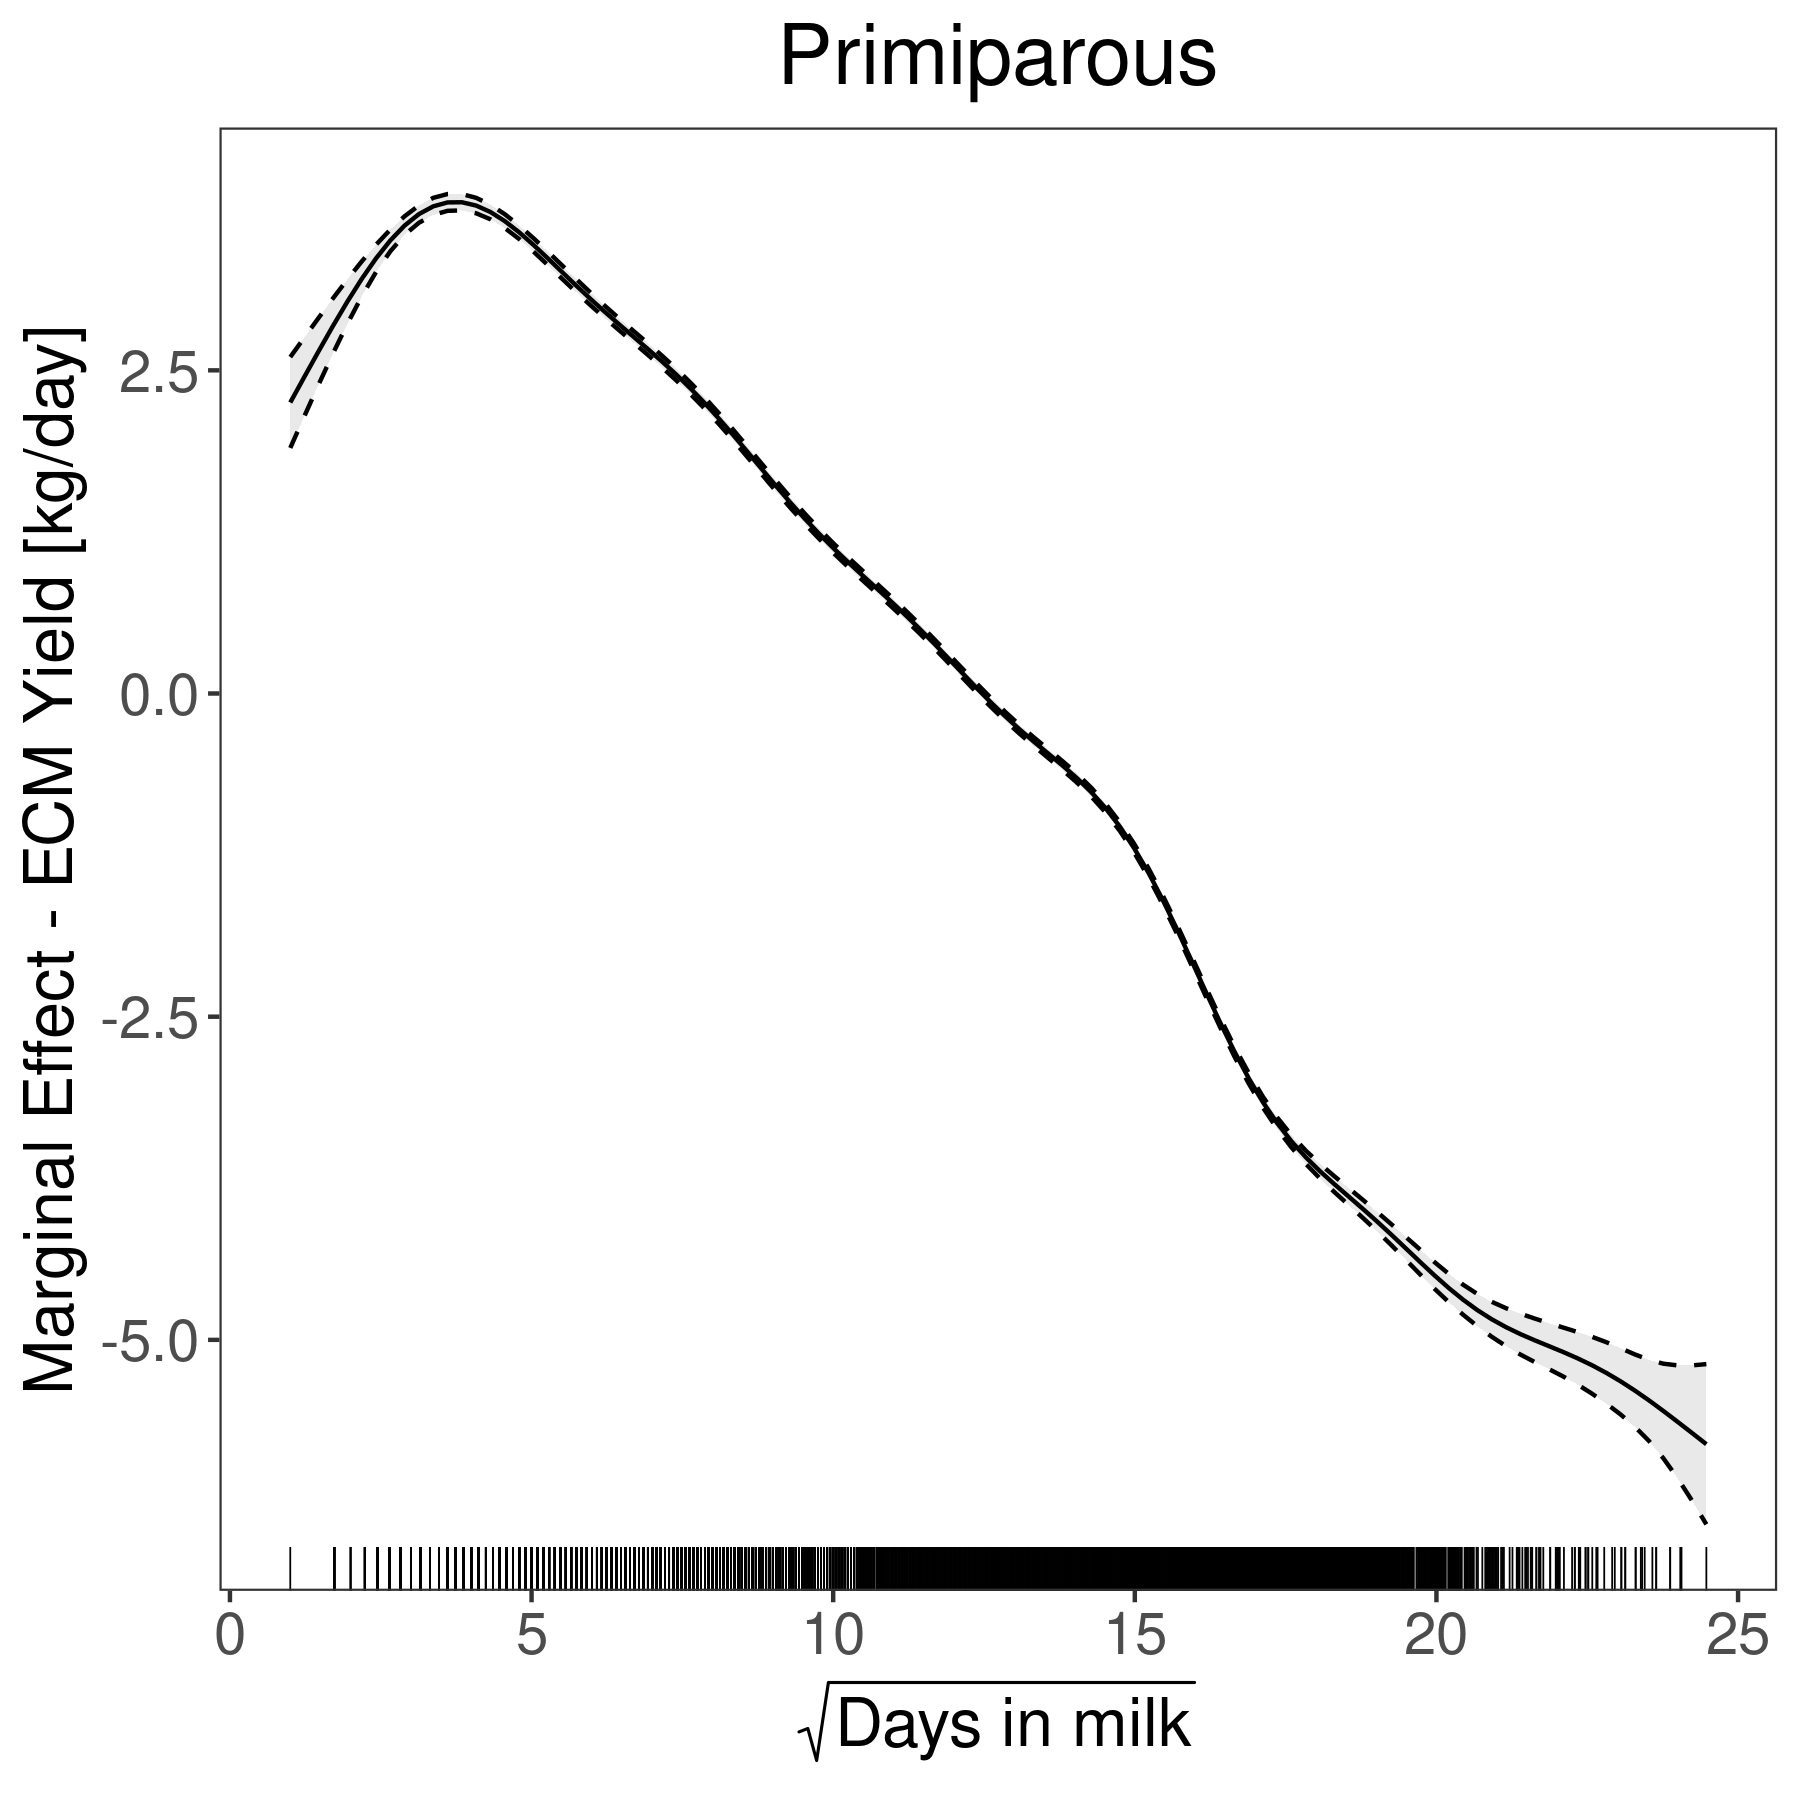 Primiparous
Marginal Effect - ECM Yield [kg/day]
2.5
0.0
-2.5
-5.0
0 5 10 15 20 25
√Days in milk